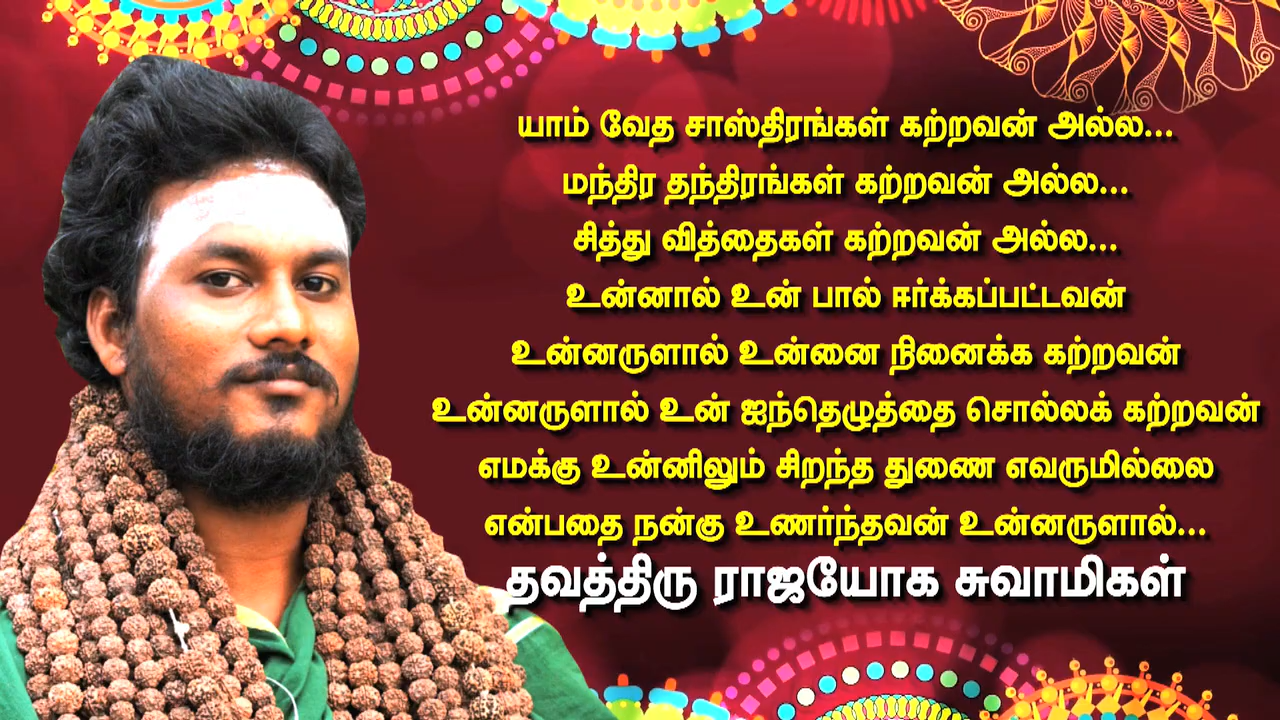 யாம் வேத சாஸ்திரங்கள் கற்றவன் அல்ல...
மந்திர தந்திரங்கள் கற்றவன் அல்ல...
சித்து வித்தைகள் கற்றவன் அல்ல...
உன்னால் உன் பால் ஈர்க்கப்பட்டவன்
உன்னருளால் உன்னை நினைக்க கற்றவன்
உன்னருளால் உன் ஐந்தெழுத்தை சொல்லக் கற்றவன்
எமக்கு உன்னிலும் சிறந்த துணை எவருமில்லை
என்பதை நன்கு உணர்ந்தவன் உன்னருளால்...
தவத்திரு ராஜயோக சுவாமிகள்